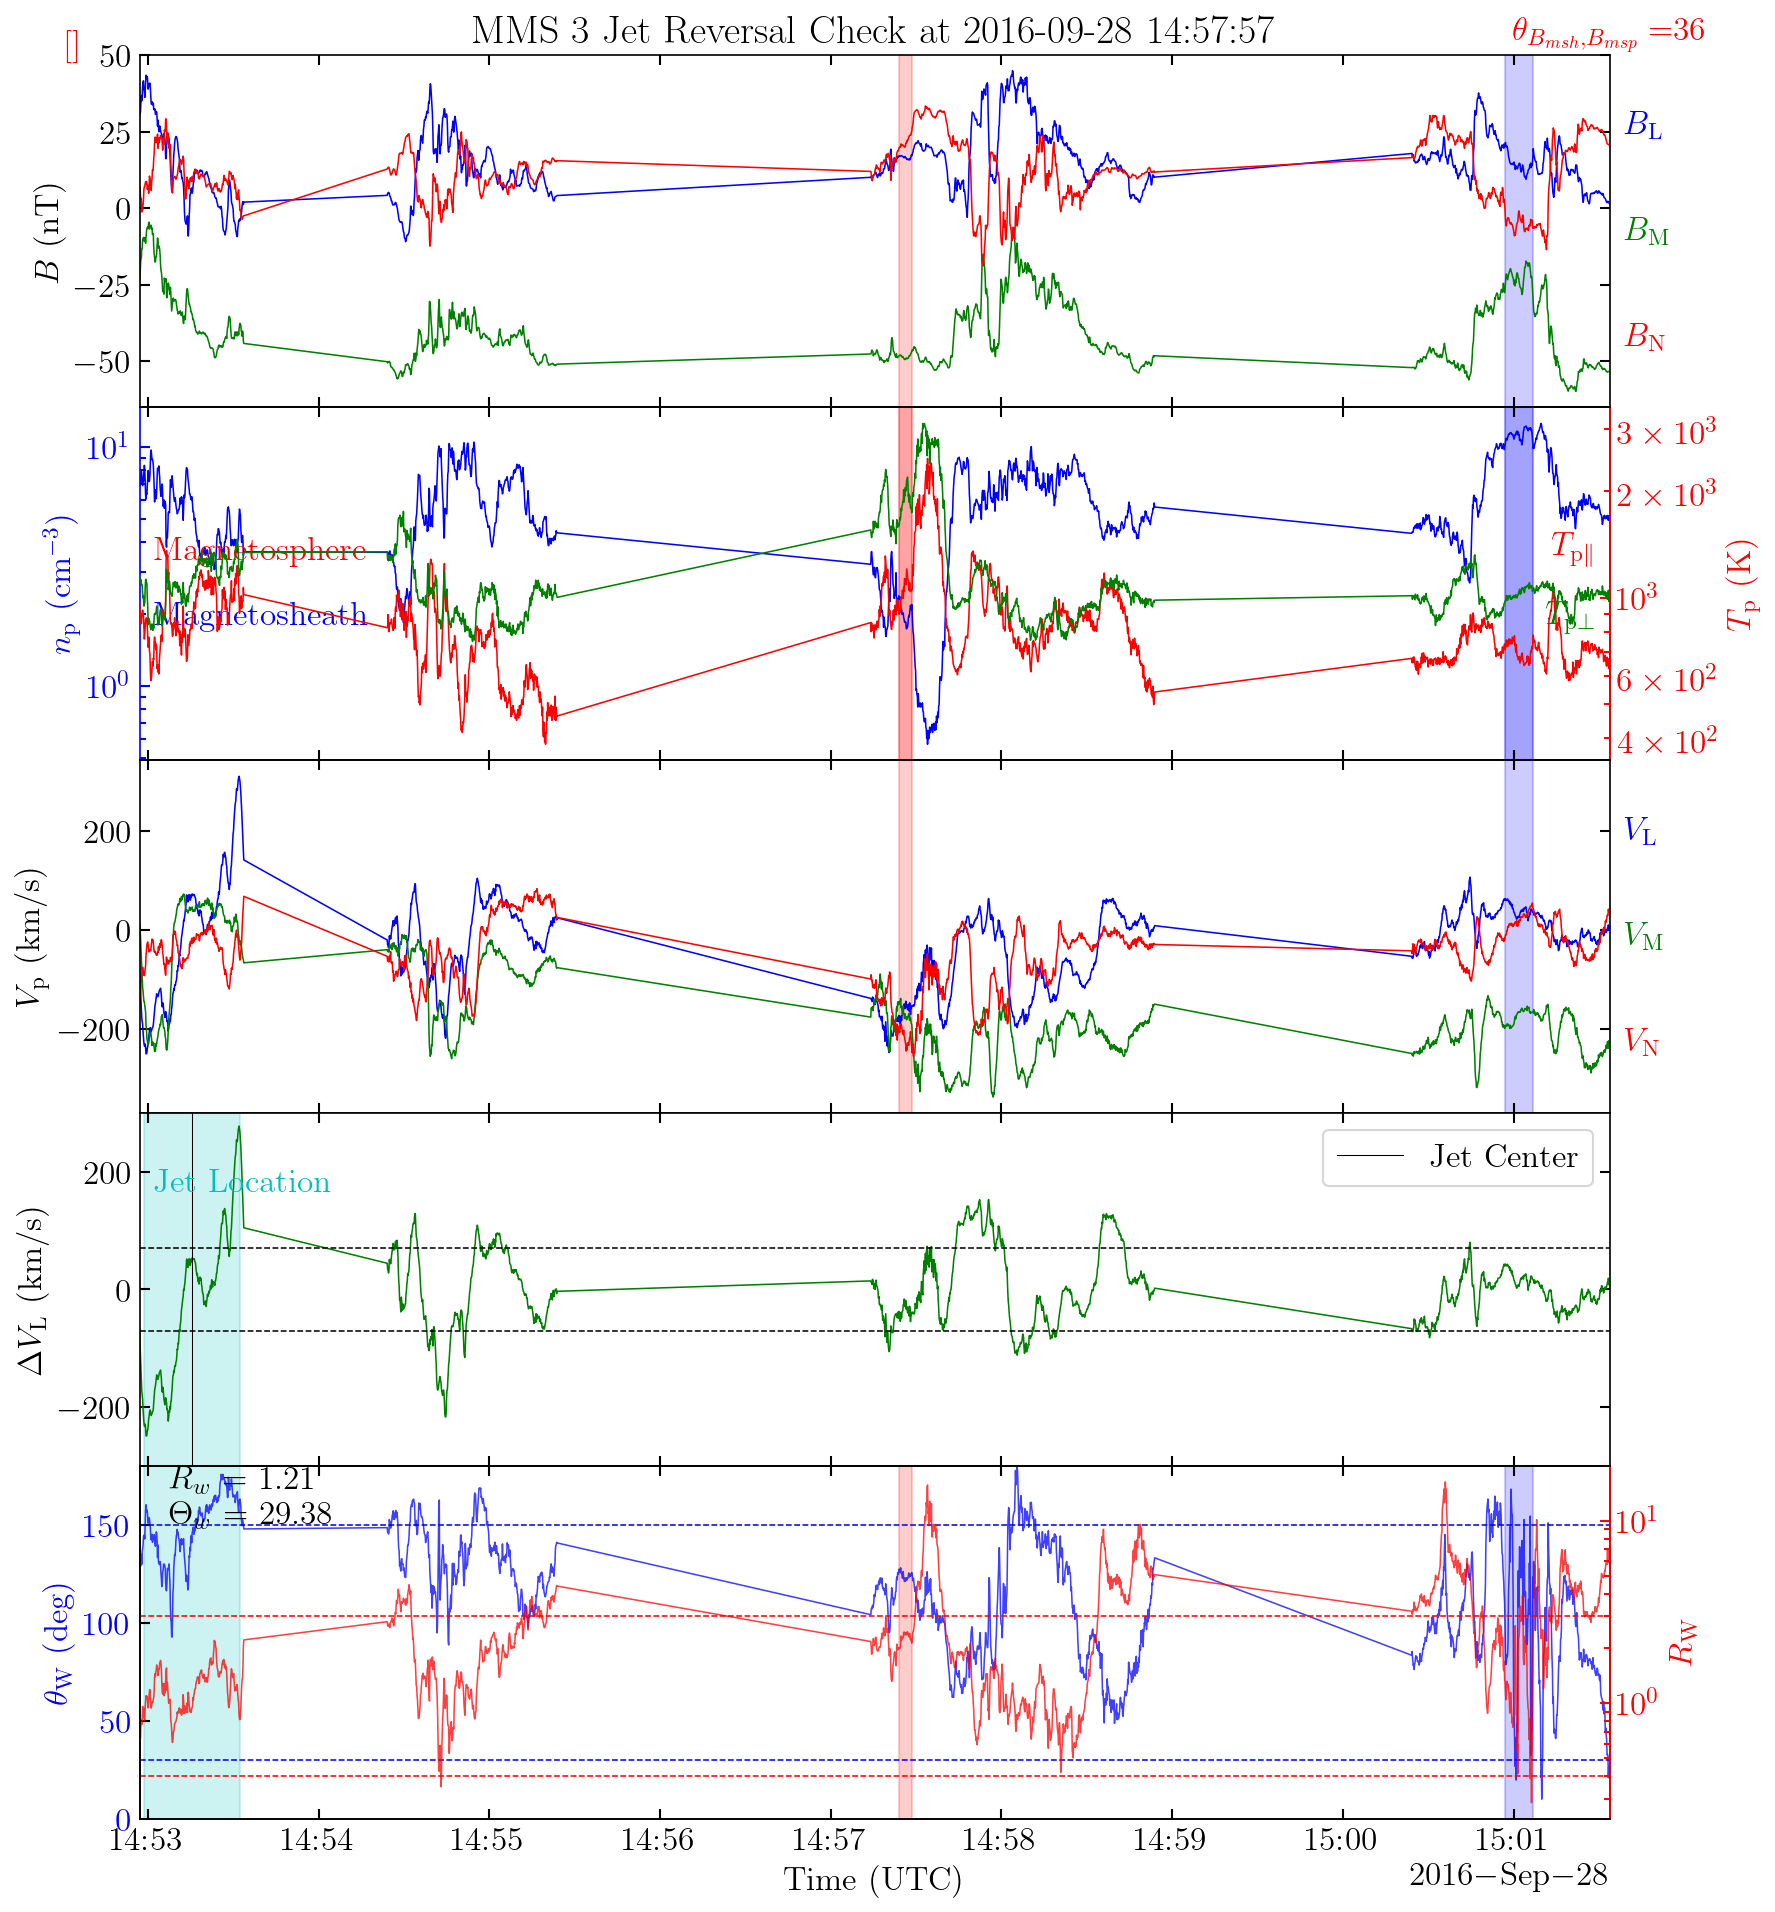 MMS 3 Jet Reversal Check at 2016-09-28 14:57:57
θ_{B_{msh},B_{msp}} =36
50
25
0
−25
−50
B (nT)
B_L
B_M
B_N
10^1
10^0
n_p (cm^{−3})
Magnetosphere
Magnetosheath
T_{p∥}
T_{p⊥}
3 × 10^3
2 × 10^3
10^3
6 × 10^2
4 × 10^2
T_p (K)
200
0
−200
V_p (km/s)
V_L
V_M
V_N
200
0
−200
ΔV_L (km/s)
Jet Location
Jet Center
R_w = 1.21
Θ_w = 29.38
150
100
50
0
θ_W (deg)
10^1
10^0
R_W
14:53 14:54 14:55 14:56 14:57 14:58 14:59 15:00 15:01
Time (UTC)
2016−Sep−28